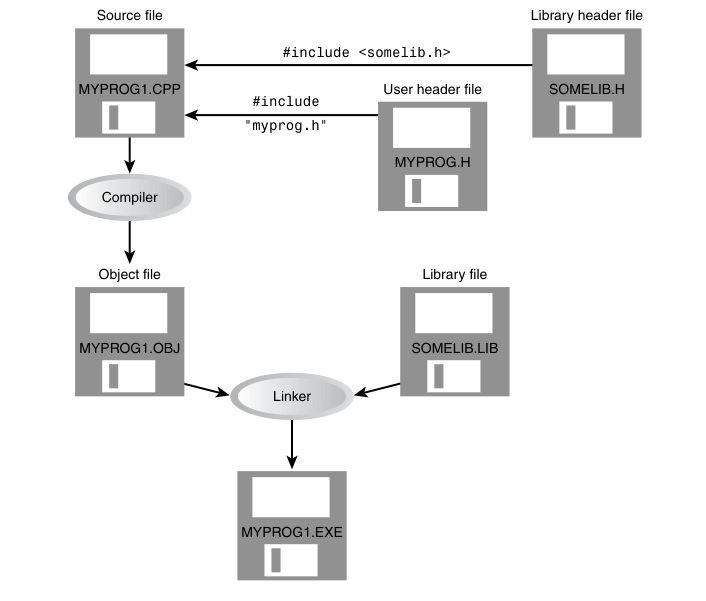 Source file
Library header file
#include <somelib.h>
MYPROG1.CPP
SOMELIB.H
User header file
#include
"myprog.h"
MYPROG.H
Compiler
Object file
Library file
MYPROG1.OBJ
SOMELIB.LIB
Linker
MYPROG1.EXE